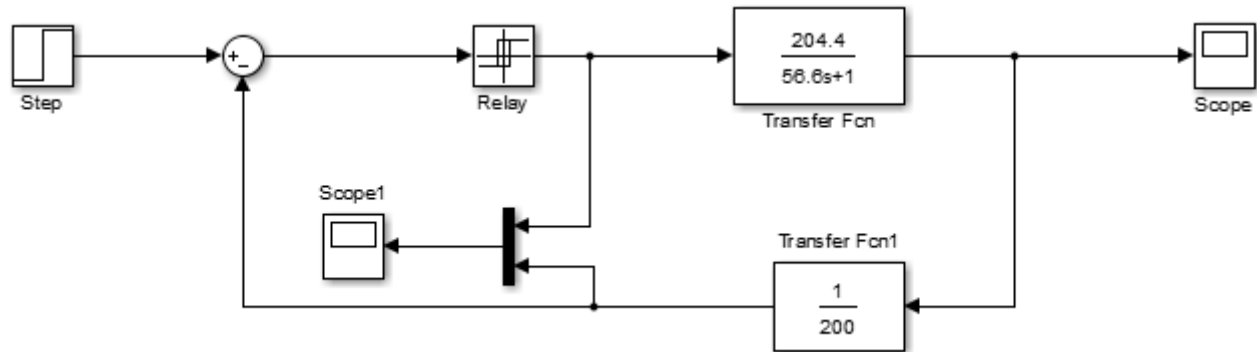 +
-
204.4
56.6s+1
Step
Relay
Transfer Fcn
Scope
Scope1
Transfer Fcn1
1
200